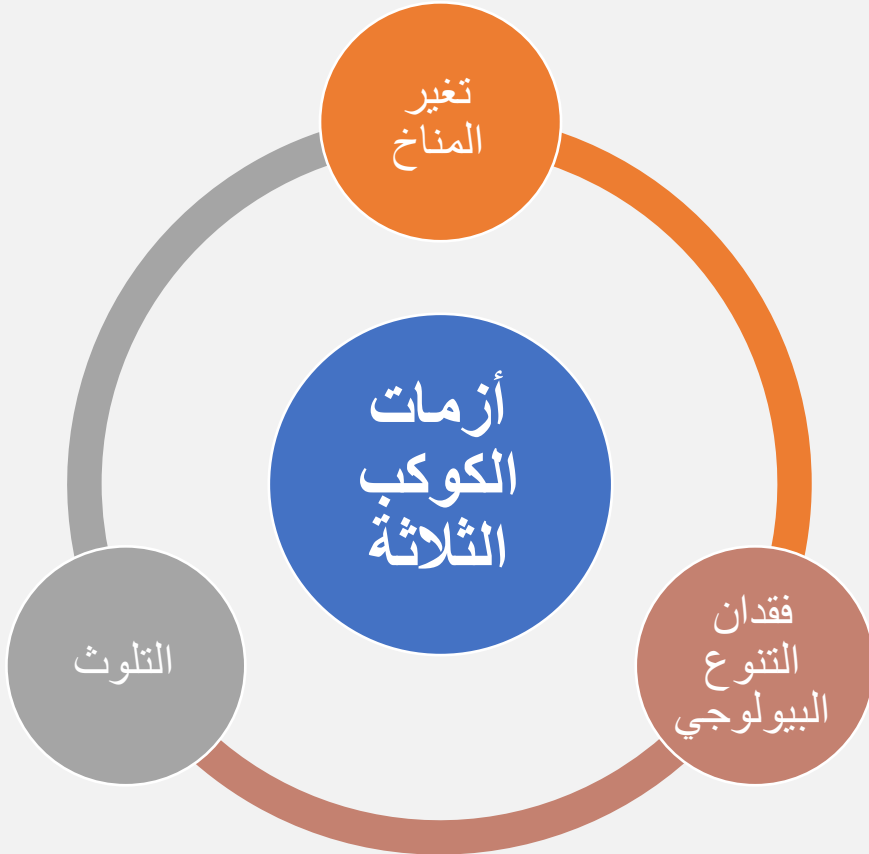 تغير
المناخ
أزمات
الكوكب
الثلاثة
فقدان
التنوع
البيولوجي
التلوث